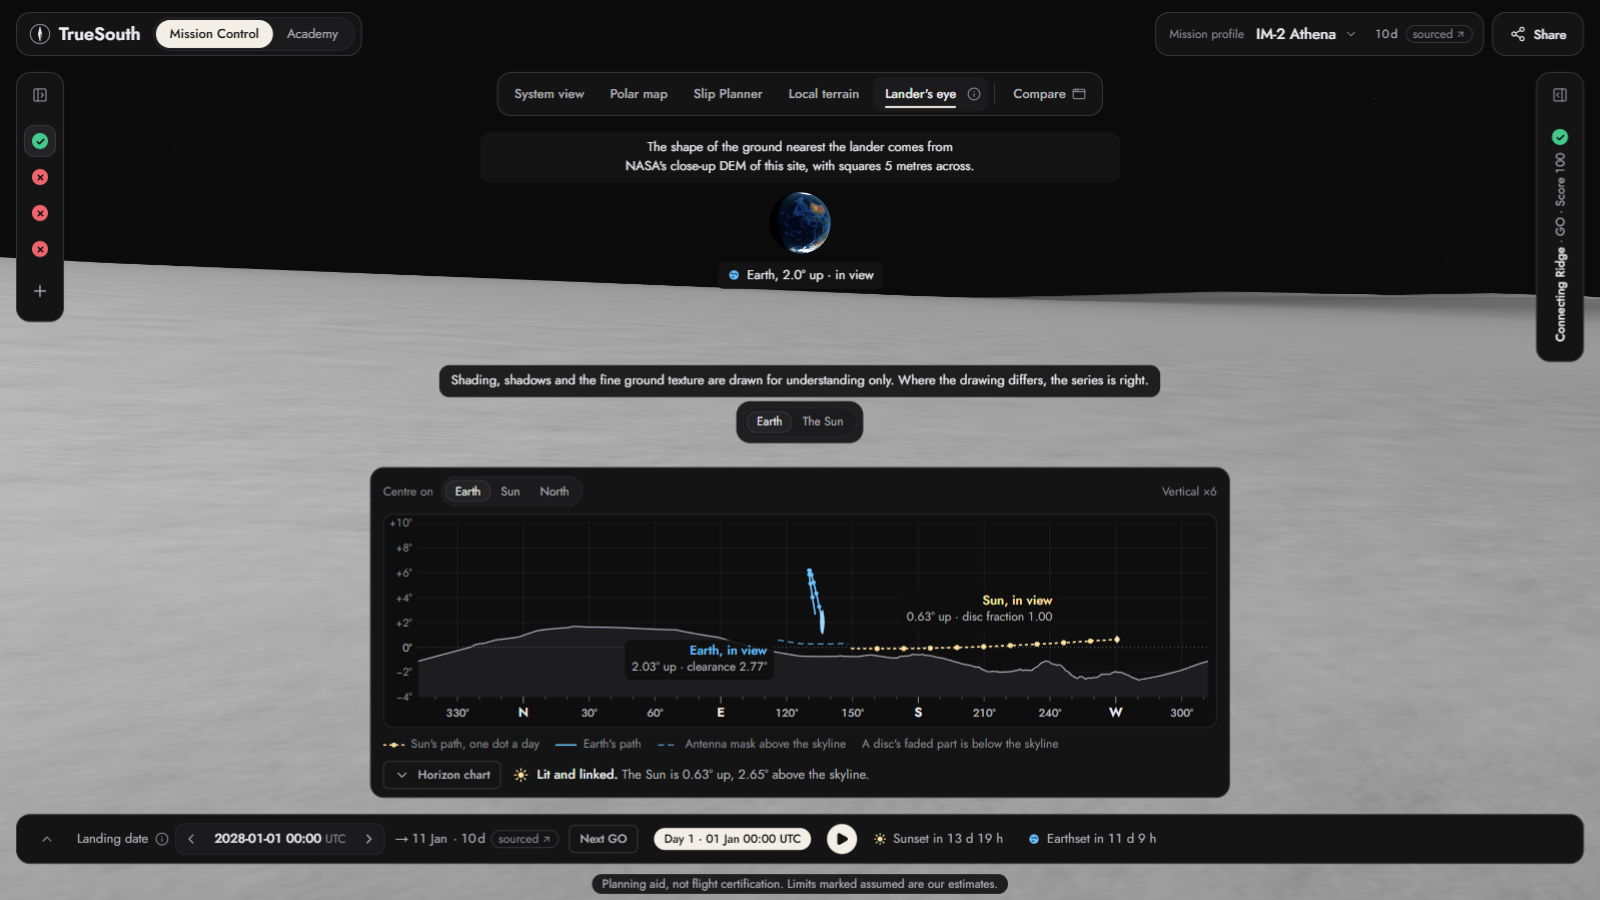 TrueSouth
Mission Control
Academy
Mission profile
IM-2 Athena
10d
sourced ↗
Share
System view
Polar map
Slip Planner
Local terrain
Lander's eye
Compare
The shape of the ground nearest the lander comes from
NASA's close-up DEM of this site, with squares 5 metres across.
Earth, 2.0° up · in view
Connecting Ridge · GO · Score 100
Shading, shadows and the fine ground texture are drawn for understanding only. Where the drawing differs, the series is right.
Earth
The Sun
Centre on
Earth
Sun
North
Vertical ×6
+10°
+8°
+6°
+4°
+2°
0°
−2°
−4°
Sun, in view
0.63° up · disc fraction 1.00
Earth, in view
2.03° up · clearance 2.77°
330°
N
30°
60°
E
120°
150°
S
210°
240°
W
300°
Sun's path, one dot a day
Earth's path
Antenna mask above the skyline
A disc's faded part is below the skyline
Horizon chart
Lit and linked. The Sun is 0.63° up, 2.65° above the skyline.
Landing date
2028-01-01 00:00 UTC
→ 11 Jan · 10d
sourced ↗
Next GO
Day 1 · 01 Jan 00:00 UTC
Sunset in 13 d 19 h
Earthset in 11 d 9 h
Planning aid, not flight certification. Limits marked assumed are our estimates.